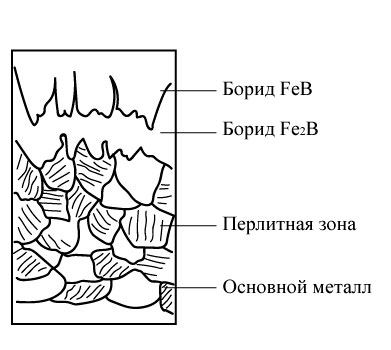 Борид FeB
Борид Fe₂B
Перлитная зона
Основной металл